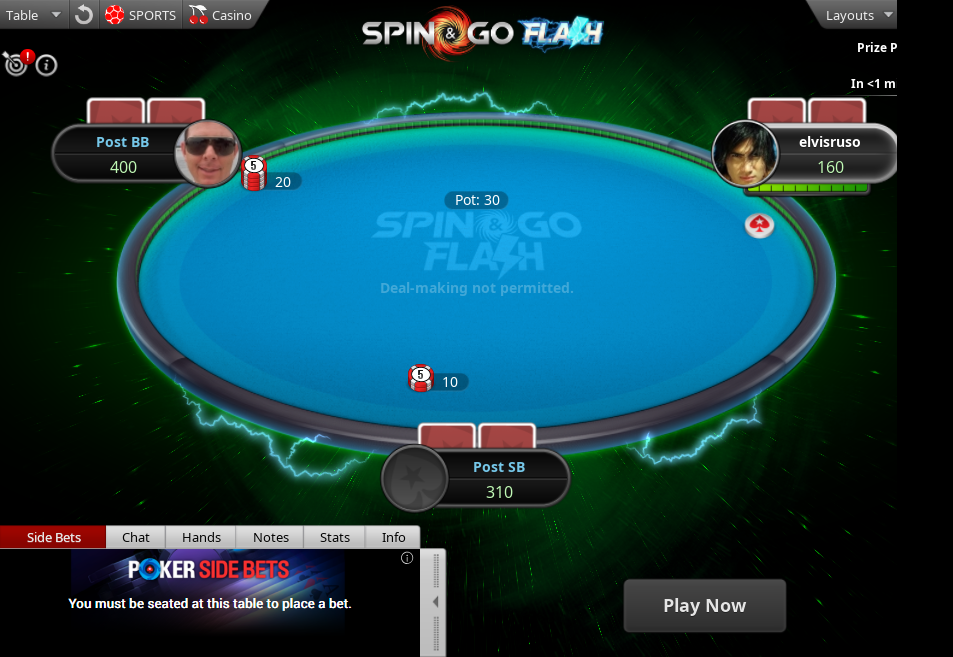 Table
SPORTS
Casino
SPIN & GO FLASH
Layouts
Prize P
In <1 m
!
i
Post BB
400
5
20
elvisruso
160
Pot: 30
SPIN & GO
FLASH
Deal-making not permitted.
5
10
Post SB
310
Side Bets
Chat
Hands
Notes
Stats
Info
POKER SIDE BETS
i
You must be seated at this table to place a bet.
Play Now